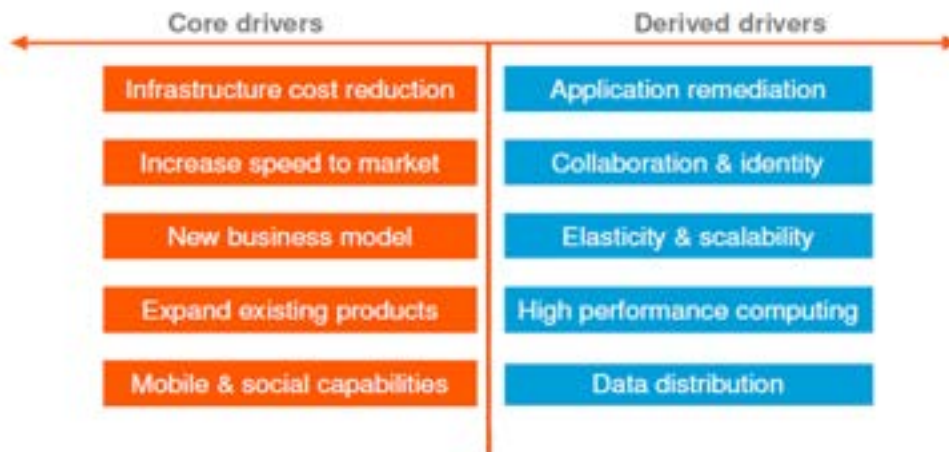 Core drivers
Derived drivers
Infrastructure cost reduction
Application remediation
Increase speed to market
Collaboration & identity
New business model
Elasticity & scalability
Expand existing products
High performance computing
Mobile & social capabilities
Data distribution